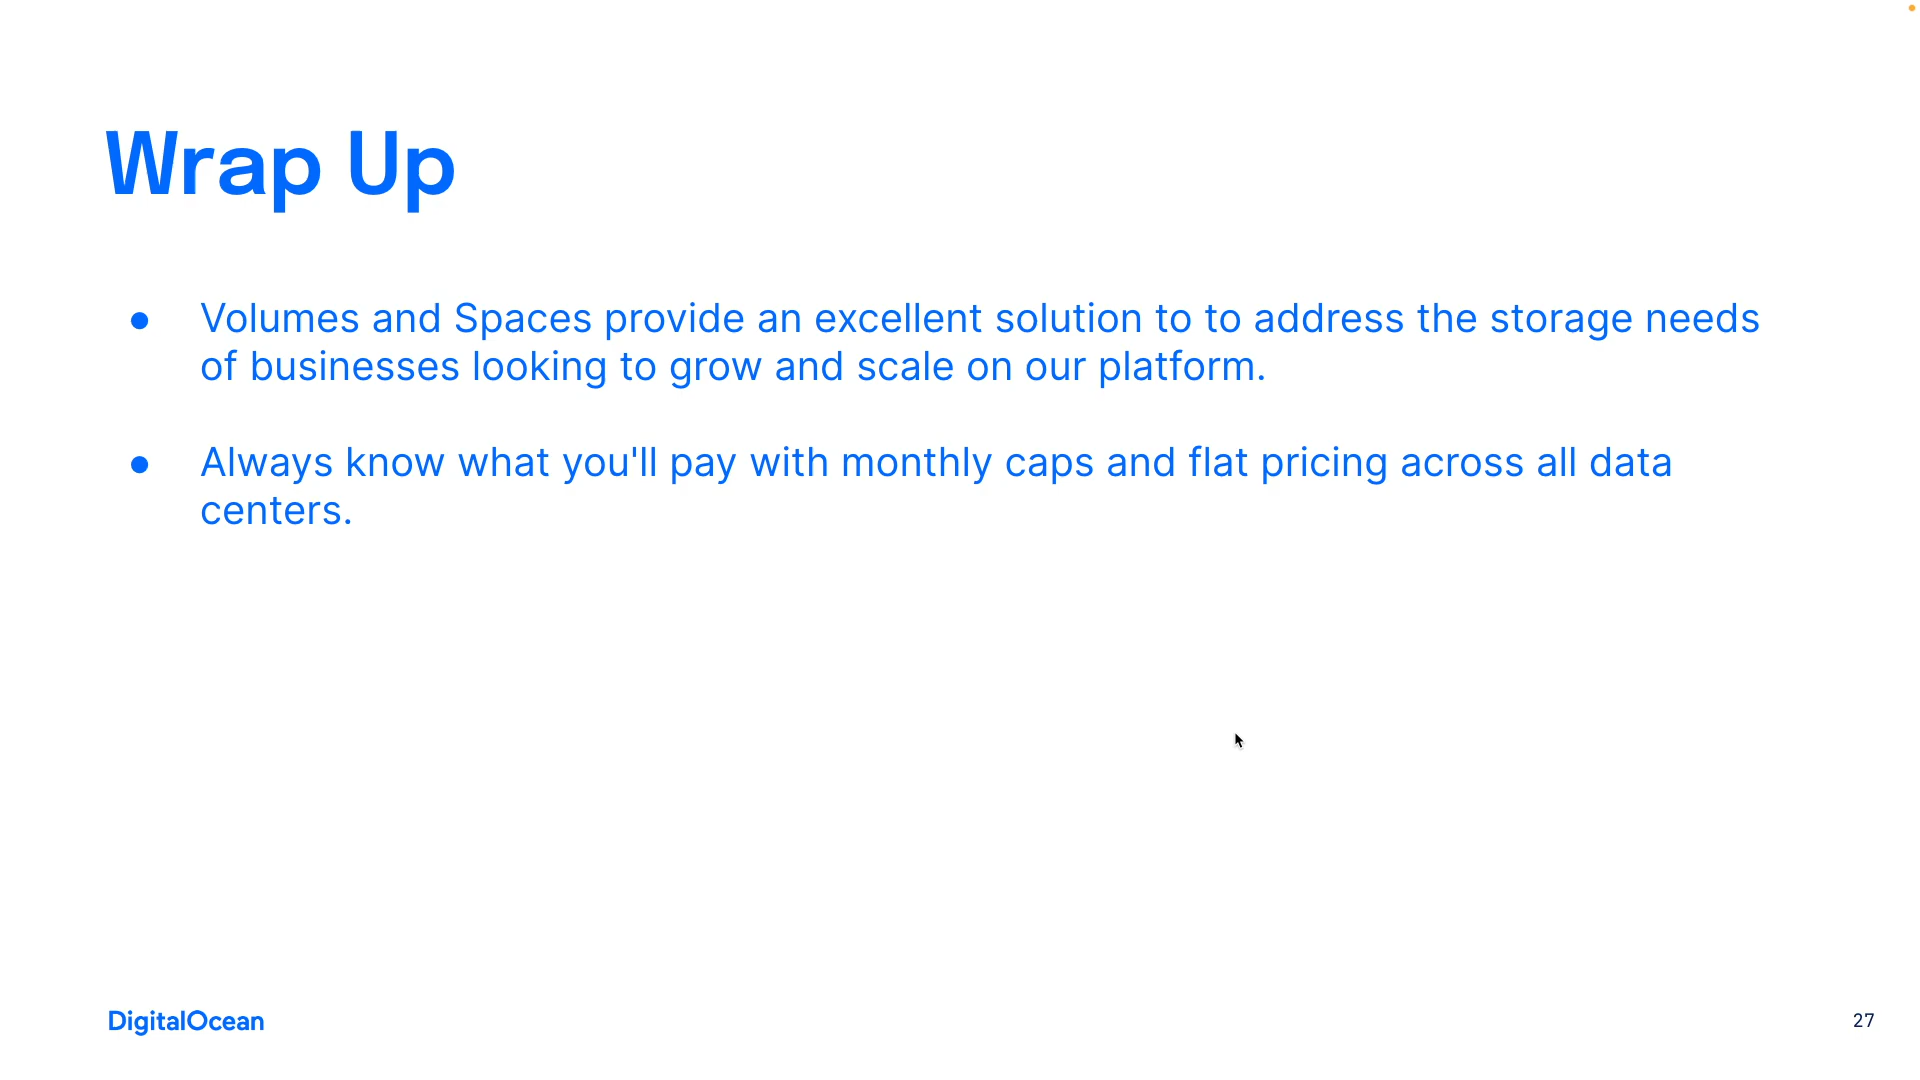 Wrap Up
● Volumes and Spaces provide an excellent solution to to address the storage needs
of businesses looking to grow and scale on our platform.
● Always know what you'll pay with monthly caps and flat pricing across all data
centers.
DigitalOcean
27